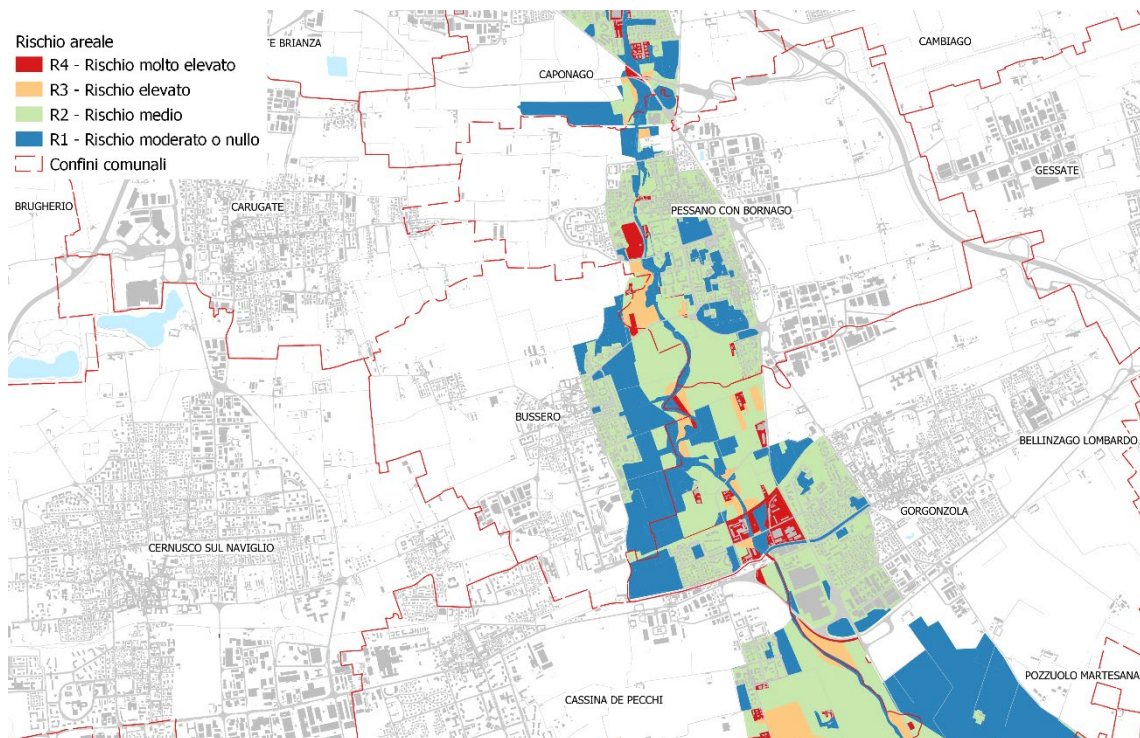 Rischio areale
R4 - Rischio molto elevato
R3 - Rischio elevato
R2 - Rischio medio
R1 - Rischio moderato o nullo
Confini comunali
TE BRIANZA
CAMBIAGO
CAPONAGO
GESSATE
BRUGHERIO
CARUGATE
PESSANO CON BORNAGO
BUSSERO
BELLINZAGO LOMBARDO
GORGONZOLA
CERNUSCO SUL NAVIGLIO
POZZUOLO MARTESANA
CASSINA DE PECCHI